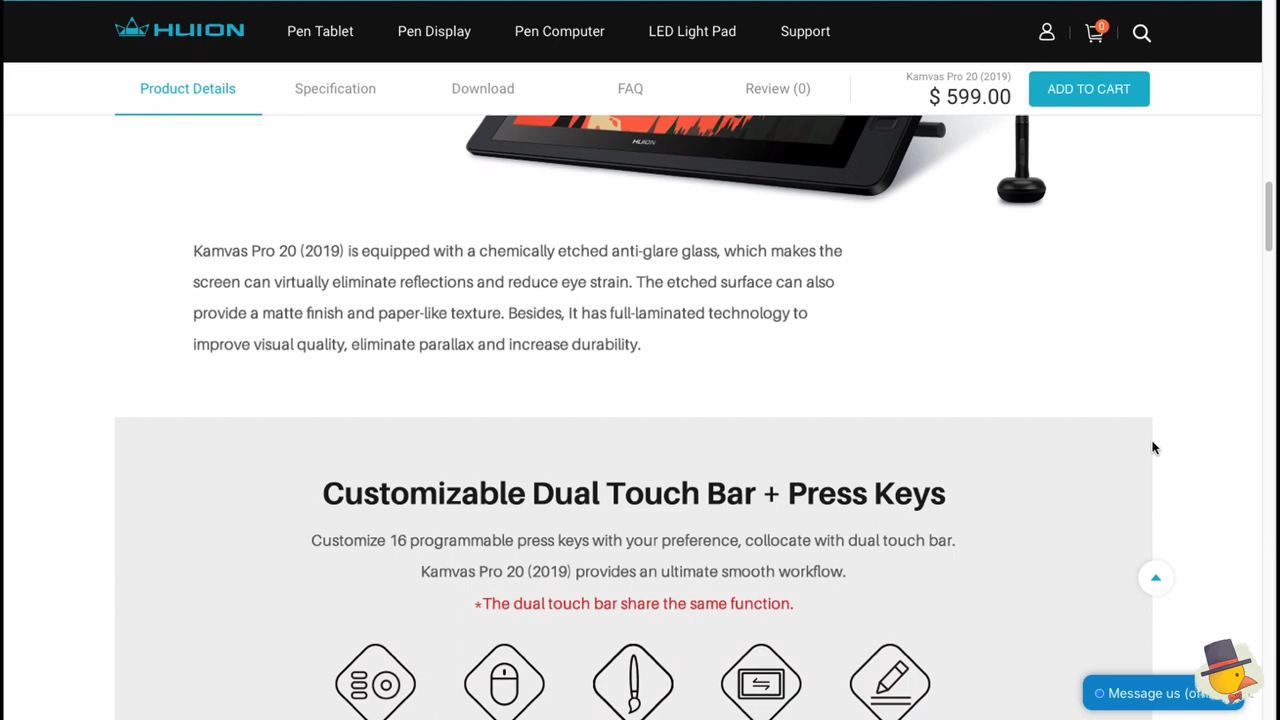 HUION
Pen Tablet
Pen Display
Pen Computer
LED Light Pad
Support
0
Product Details
Specification
Download
FAQ
Review (0)
Kamvas Pro 20 (2019)
$ 599.00
ADD TO CART
HUION
Kamvas Pro 20 (2019) is equipped with a chemically etched anti-glare glass, which makes the
screen can virtually eliminate reflections and reduce eye strain. The etched surface can also
provide a matte finish and paper-like texture. Besides, It has full-laminated technology to
improve visual quality, eliminate parallax and increase durability.
Customizable Dual Touch Bar + Press Keys
Customize 16 programmable press keys with your preference, collocate with dual touch bar.
Kamvas Pro 20 (2019) provides an ultimate smooth workflow.
*The dual touch bar share the same function.
Message us